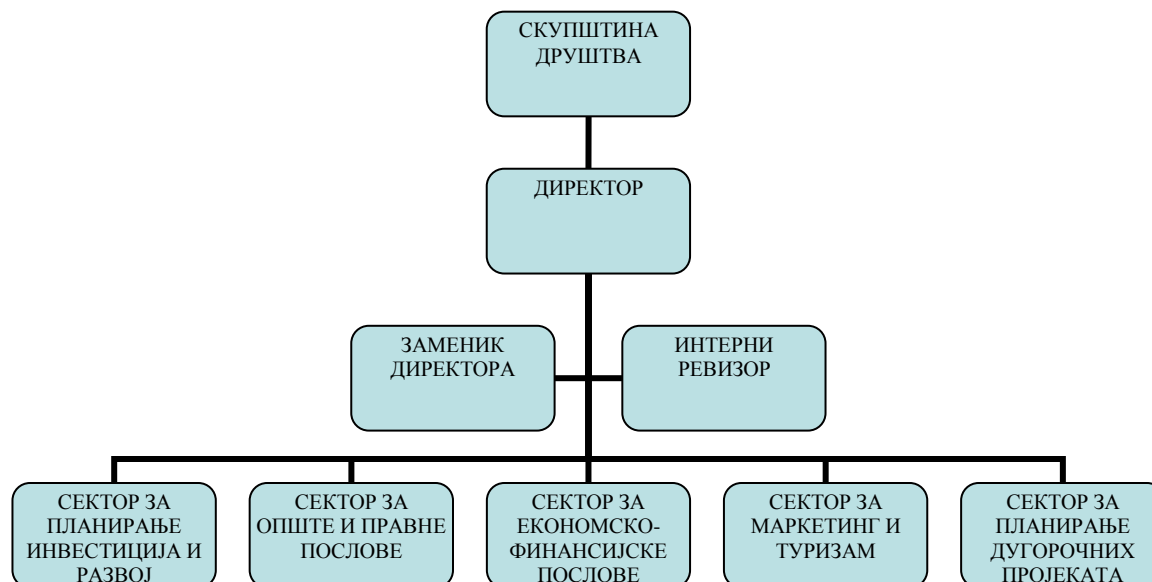 СКУПШТИНА
ДРУШТВА
ДИРЕКТОР
ЗАМЕНИК
ДИРЕКТОРА
ИНТЕРНИ
РЕВИЗОР
СЕКТОР ЗА
ПЛАНИРАЊЕ
ИНВЕСТИЦИЈА И
РАЗВОЈ
СЕКТОР ЗА
ОПШТЕ И ПРАВНЕ
ПОСЛОВЕ
СЕКТОР ЗА
ЕКОНОМСКО-
ФИНАНСИЈСКЕ
ПОСЛОВЕ
СЕКТОР ЗА
МАРКЕТИНГ И
ТУРИЗАМ
СЕКТОР ЗА
ПЛАНИРАЊЕ
ДУГОРОЧНИХ
ПРОЈЕКАТА